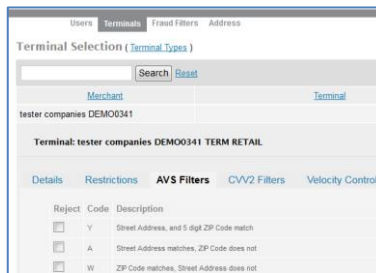 Users Terminals Fraud Filters Address
Terminal Selection ( Terminal Types )
Search Reset
Merchant Terminal
tester companies DEMO0341
Terminal: tester companies DEMO0341 TERM RETAIL
Details Restrictions AVS Filters CVV2 Filters Velocity Control
Reject Code Description
Y Street Address, and 5 digit ZIP Code match
A Street Address matches, ZIP Code does not
W ZIP Code matches, Street Address does not